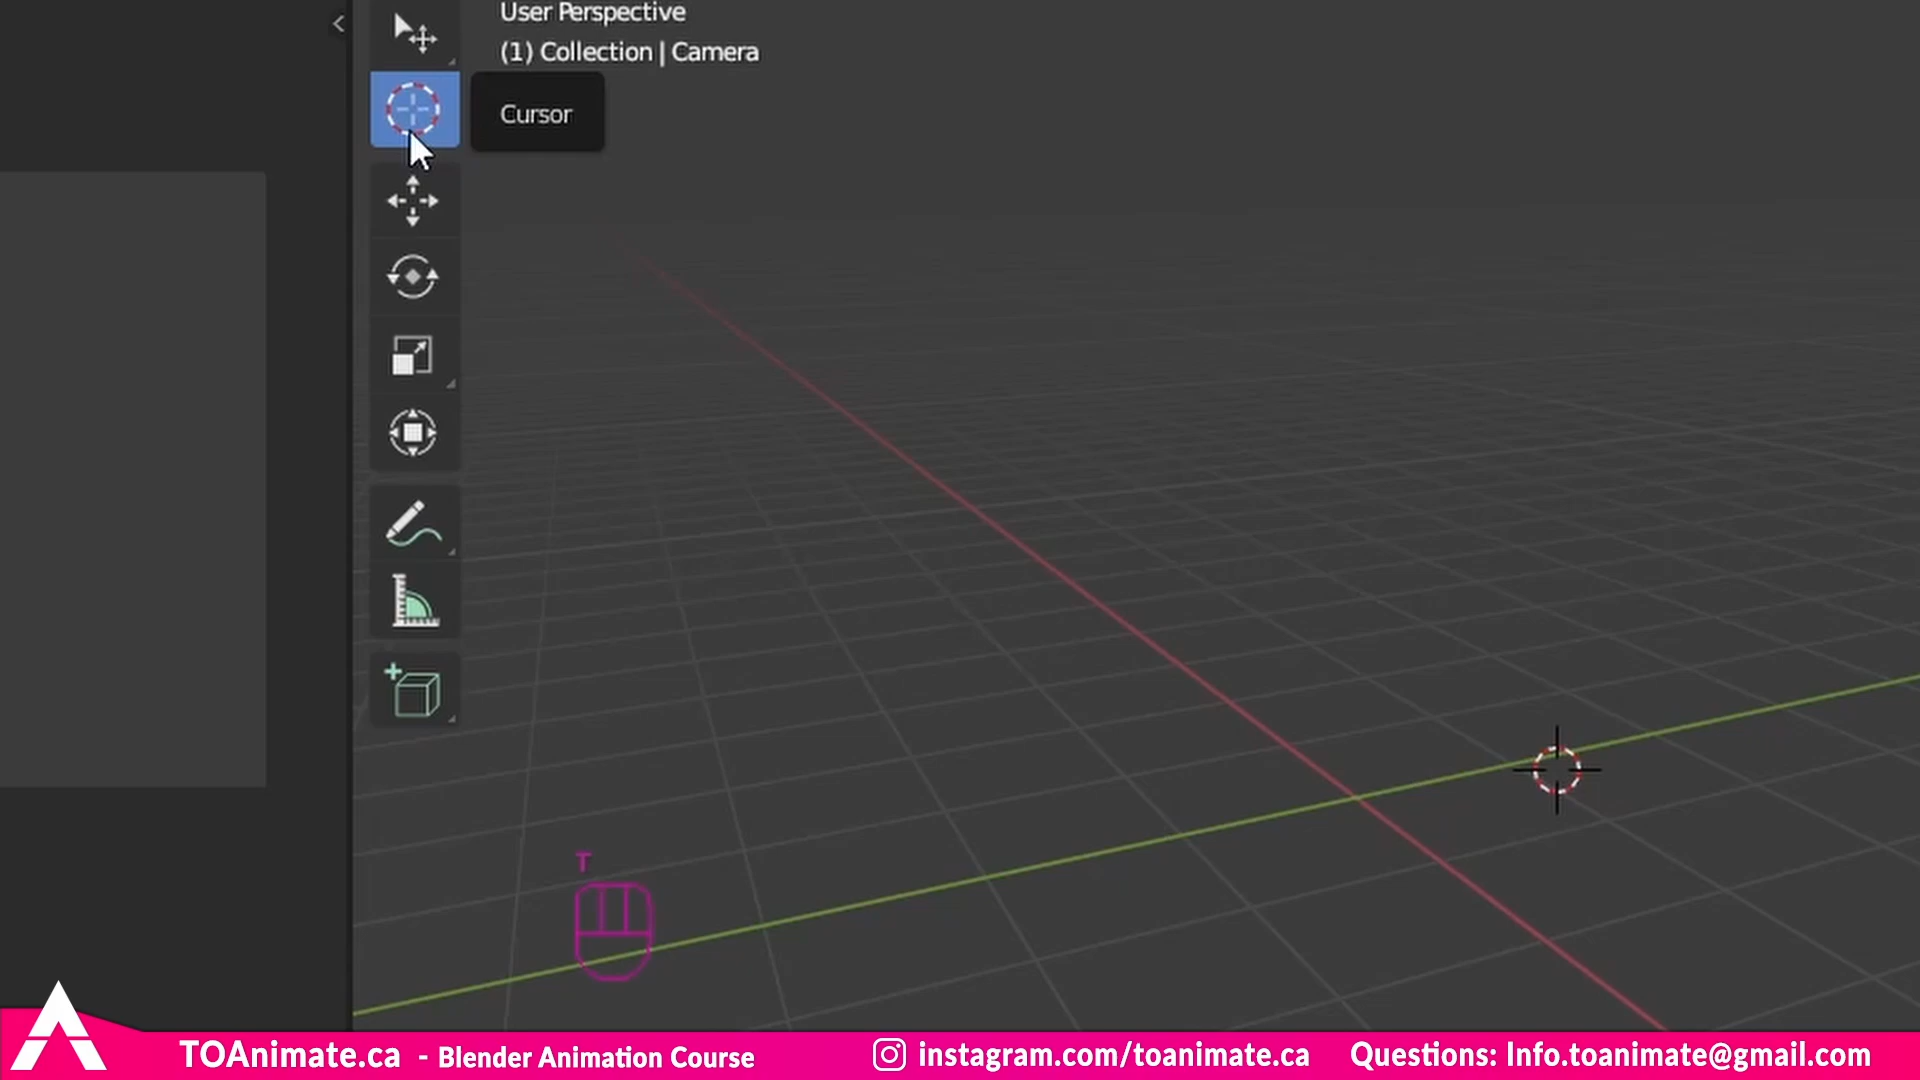 User Perspective
(1) Collection | Camera
Cursor
T
TOAnimate.ca - Blender Animation Course
instagram.com/toanimate.ca
Questions: Info.toanimate@gmail.com